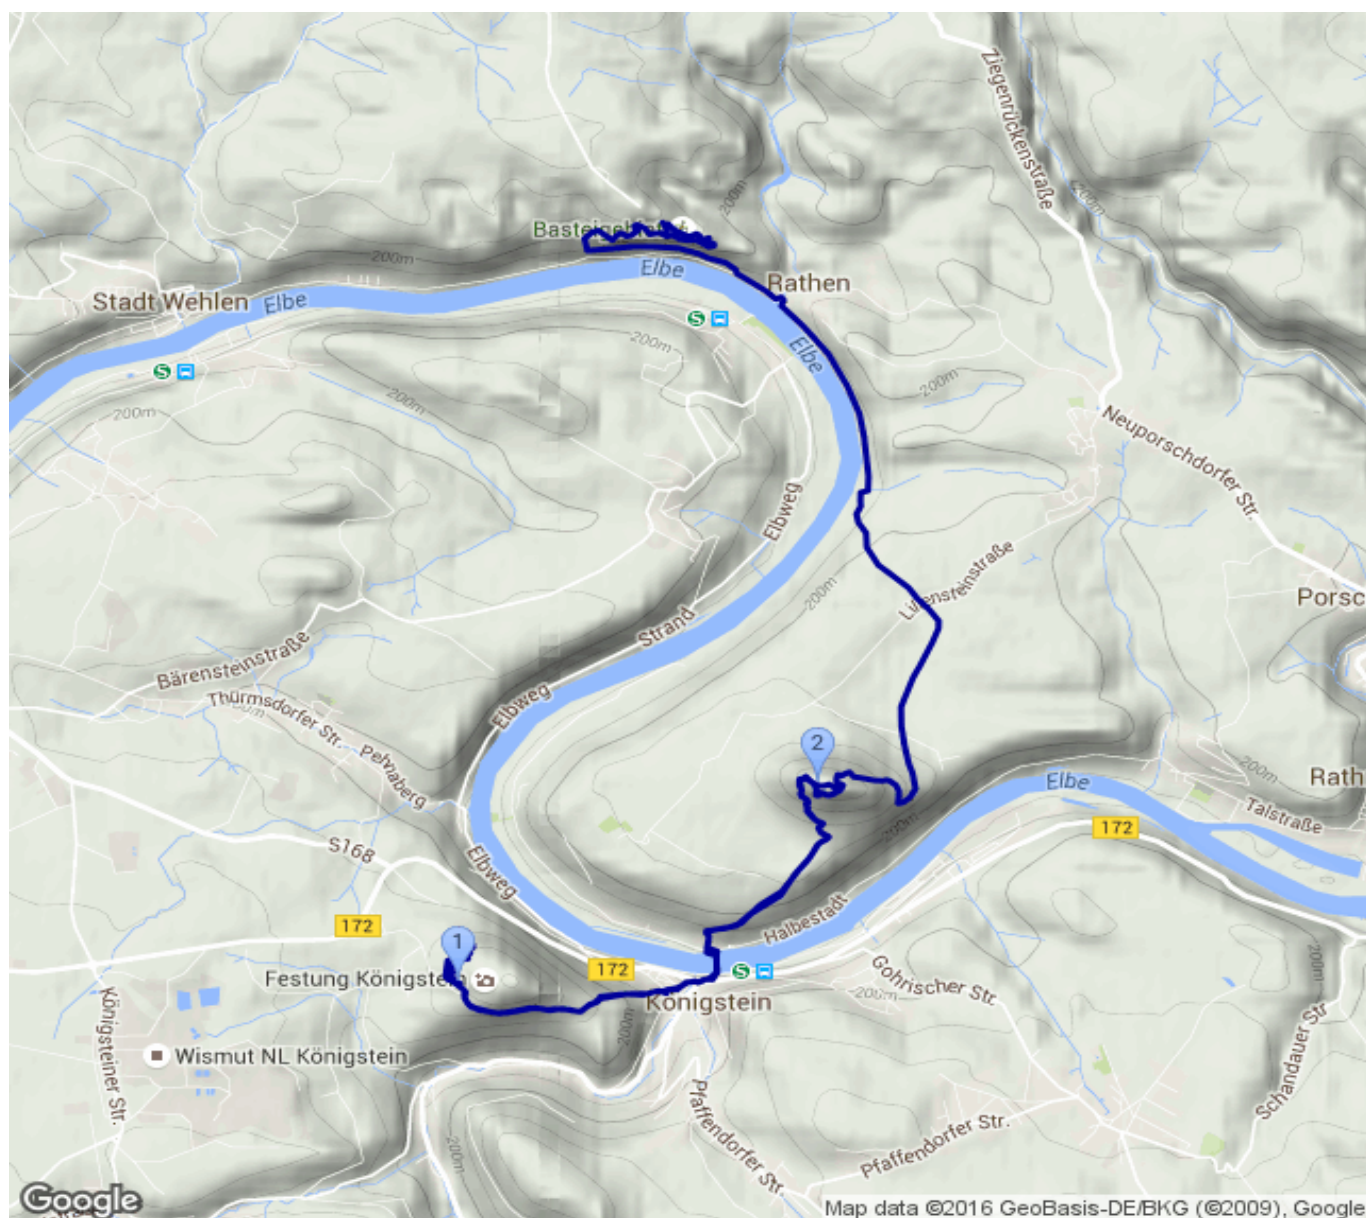 Ziegenrückenstraße
200m
Basteigebiet
200m
Elbe
Rathen
Stadt Wehlen
Elbe
S
200m
Elbe
S
200m
200m
200m
Neuporschdorfer Str.
Elbweg
Liliensteinstraße
200m
Porsc
Strand
Bärensteinstraße
Thürmsdorfer Str.
Elbweg
2
Pehnaberg
200m
Elbe
Rath
Talstraße
172
200m
S168
Elbweg
Halbestadt
172
1
Festung Königstein
172
S
Gohrischer Str.
200m
200m
Königstein
200m
Königsteiner Str.
Wismut NL Königstein
Schandauer Str
Pfaffendorfer Str.
Pfaffendorfer Str.
200m
Google
Map data ©2016 GeoBasis-DE/BKG (©2009), Google